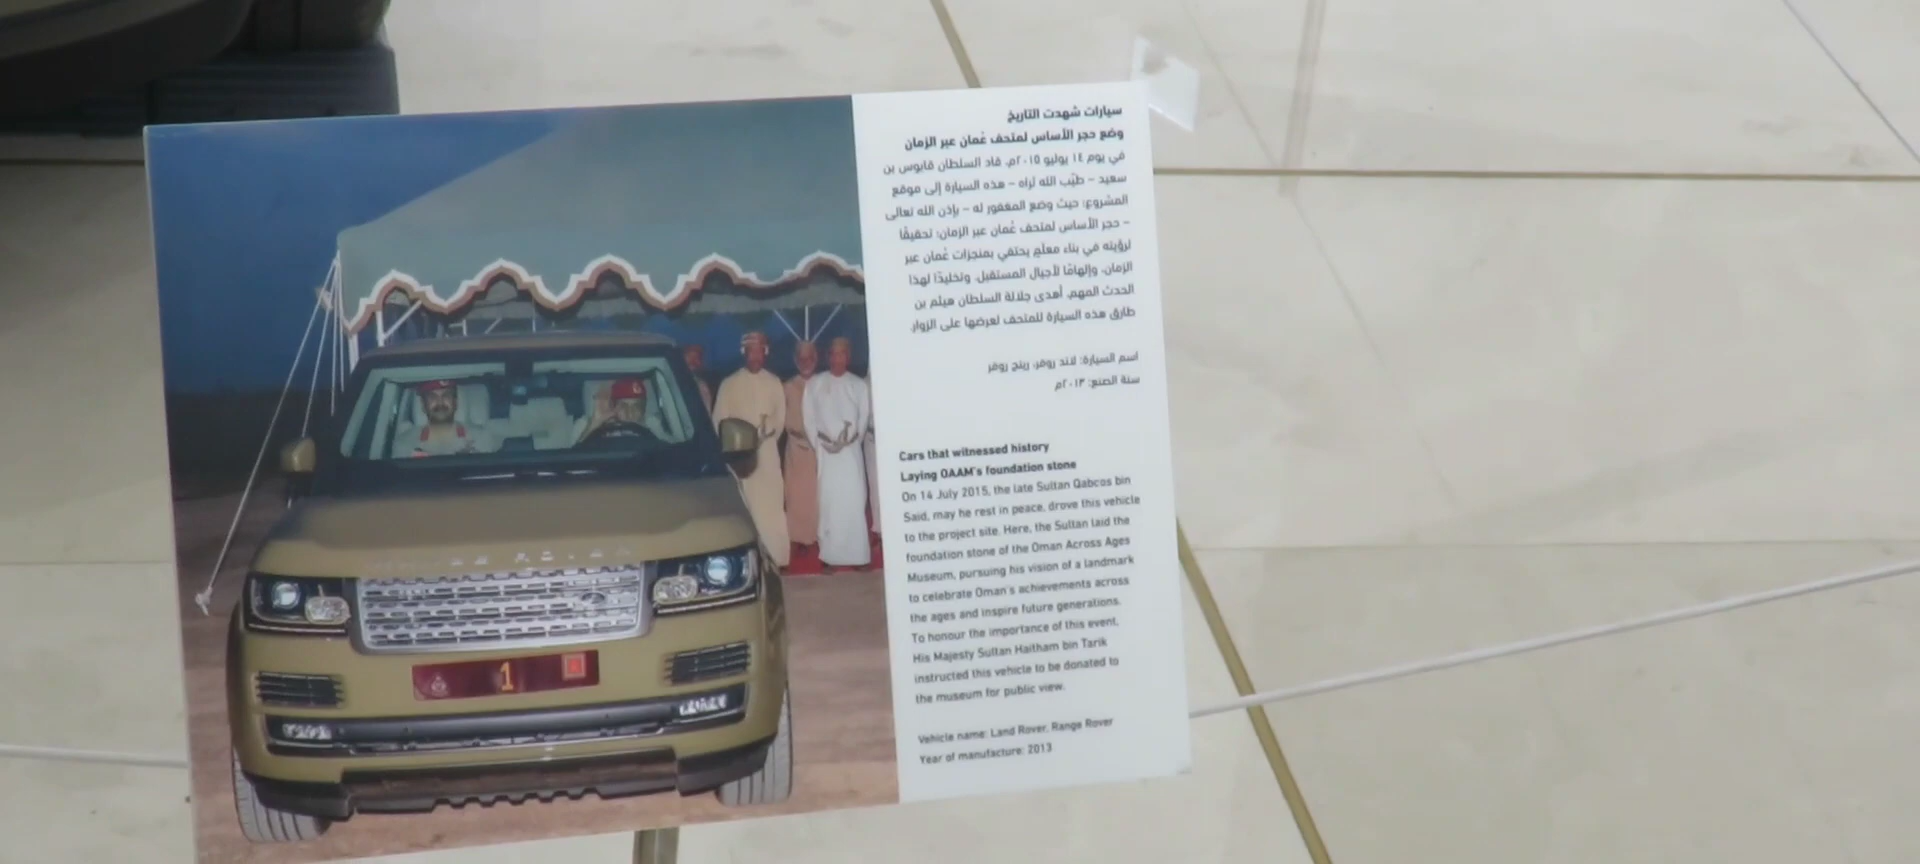 سيارات شهدت التاريخ
وضع حجر الأساس لمتحف عُمان عبر الزمان
في يوم ١٤ يوليو ٢٠١٥م، قاد السلطان قابوس بن
سعيد – طيّب الله ثراه – هذه السيارة إلى موقع
المشروع؛ حيث وضع المغفور له – بإذن الله تعالى
– حجر الأساس لمتحف عُمان عبر الزمان؛ تحقيقًا
لرؤيته في بناء معلَم يحتفي بمنجزات عُمان عبر
الزمان، وإلهامًا لأجيال المستقبل. وتخليدًا لهذا
الحدث المهم، أهدى جلالة السلطان هيثم بن
طارق هذه السيارة للمتحف لعرضها على الزوار.
اسم السيارة: لاند روفر، رينج روفر
سنة الصنع: ٢٠١٣م
Cars that witnessed history
Laying OAAM's foundation stone
On 14 July 2015, the late Sultan Qaboos bin
Said, may he rest in peace, drove this vehicle
to the project site. Here, the Sultan laid the
foundation stone of the Oman Across Ages
Museum, pursuing his vision of a landmark
to celebrate Oman's achievements across
the ages and inspire future generations.
To honour the importance of this event,
His Majesty Sultan Haitham bin Tarik
instructed this vehicle to be donated to
the museum for public view.
Vehicle name: Land Rover, Range Rover
Year of manufacture: 2013
1